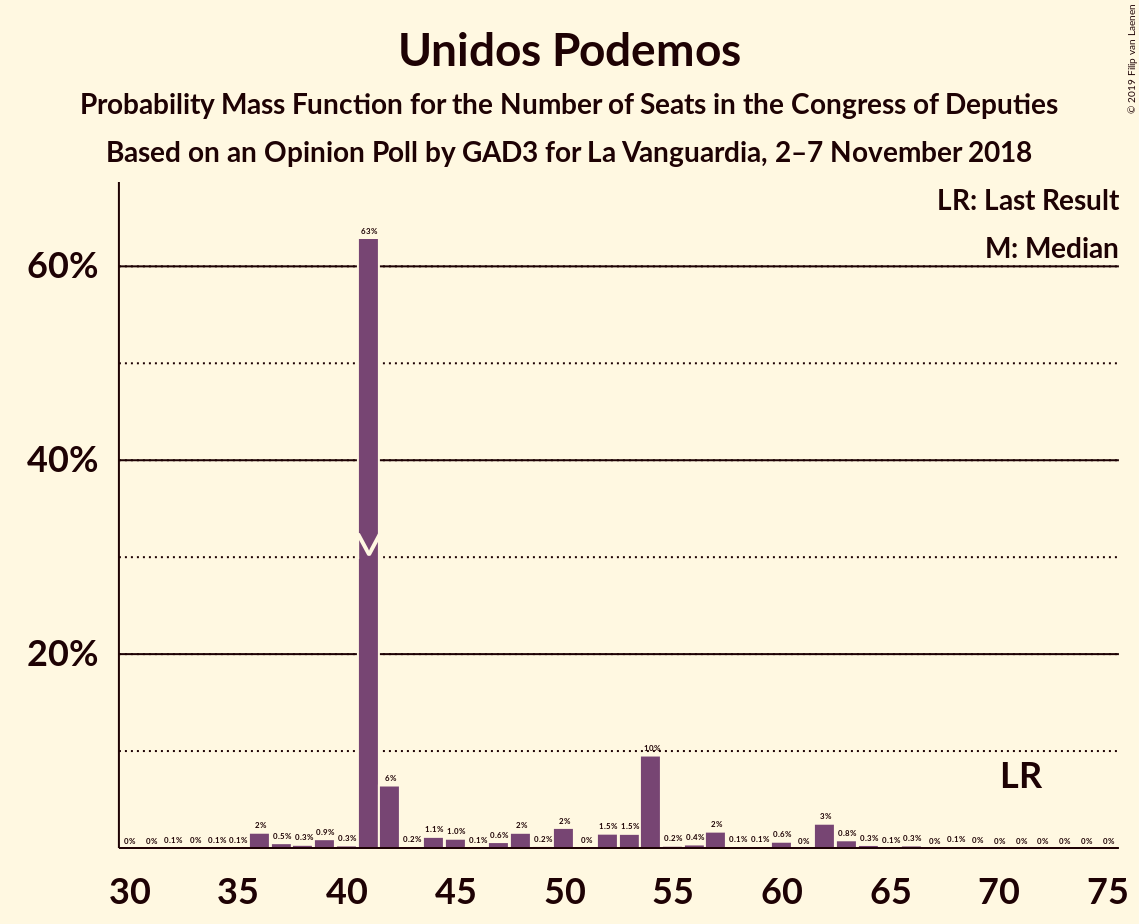 Unidos Podemos
Probability Mass Function for the Number of Seats in the Congress of Deputies
Based on an Opinion Poll by GAD3 for La Vanguardia, 2–7 November 2018
© 2019 Filip van Laenen
LR: Last Result
M: Median
60%
40%
20%
0% 0% 0.1% 0% 0.1% 0.1% 2% 0.5% 0.3% 0.9% 0.3% 63% 6% 0.2% 1.1% 1.0% 0.1% 0.6% 2% 0.2% 2% 0% 1.5% 1.5% 10% 0.2% 0.4% 2% 0.1% 0.1% 0.6% 0% 3% 0.8% 0.3% 0.1% 0.3% 0% 0.1% 0% 0% 0% 0% 0% 0% 0%
LR
30 35 40 45 50 55 60 65 70 75